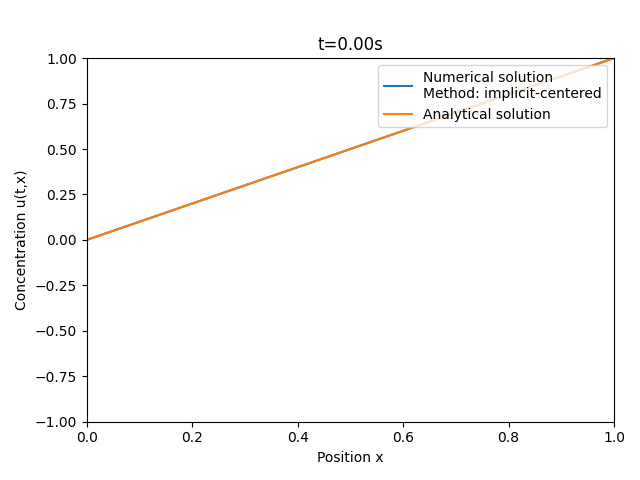 t=0.00s
Numerical solution
Method: implicit-centered
Analytical solution
1.00
0.75
0.50
0.25
0.00
−0.25
−0.50
−0.75
−1.00
Concentration u(t,x)
0.0 0.2 0.4 0.6 0.8 1.0
Position x